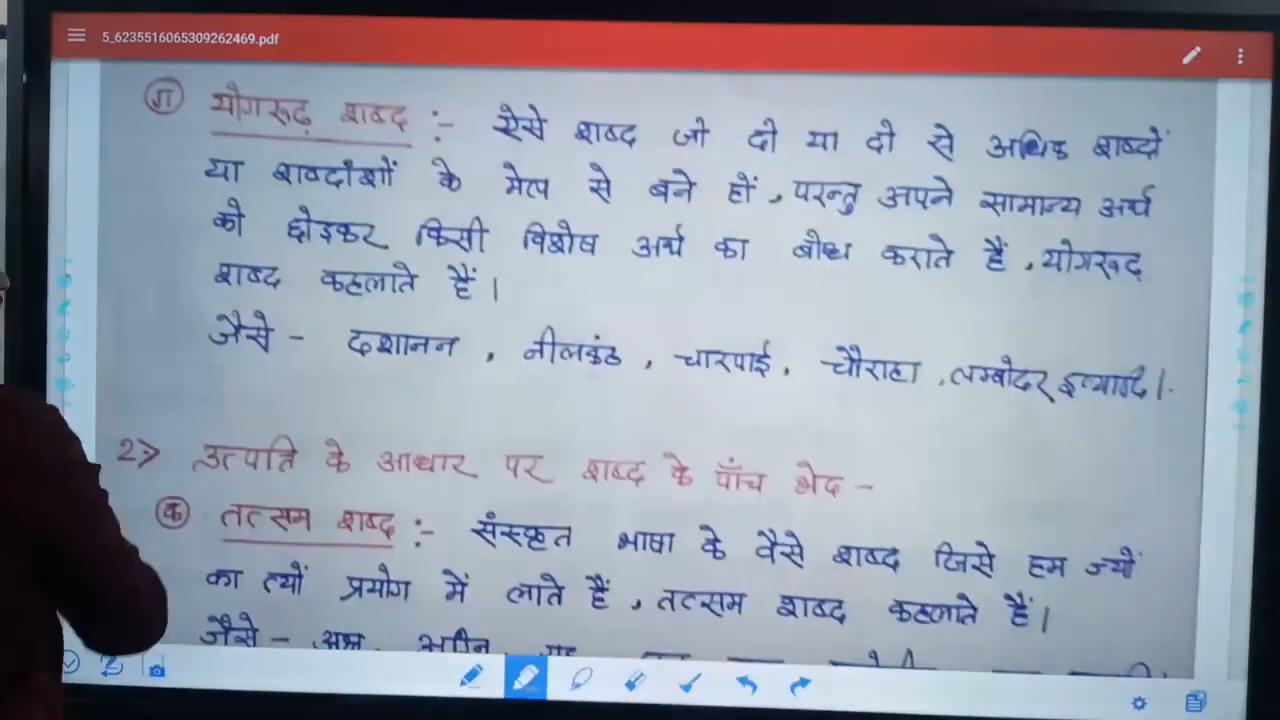 5_6235516065309262469.pdf
ग योगरूढ़ शब्द :- ऐसे शब्द जो दो या दो से अधिक शब्दों
या शब्दांशों के मेल से बने हों, परन्तु अपने सामान्य अर्थ
को छोड़कर किसी विशेष अर्थ का बोध कराते हैं, योगरूढ़
शब्द कहलाते हैं।
जैसे - दशानन, नीलकंठ, चारपाई, चौराहा, लम्बोदर इत्यादि।
2:> उत्पति के आधार पर शब्द के पाँच भेद -
क तत्सम शब्द :- संस्कृत भाषा के वैसे शब्द जिसे हम ज्यों
का त्यों प्रयोग में लाते हैं, तत्सम शब्द कहलाते हैं।
जैसे -